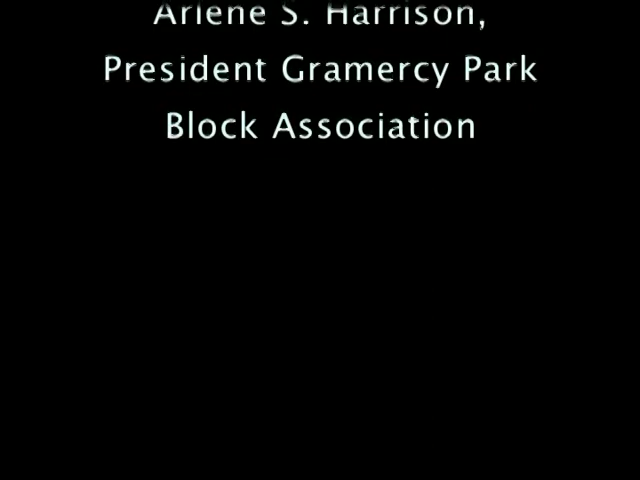 Arlene S. Harrison,
President Gramercy Park
Block Association